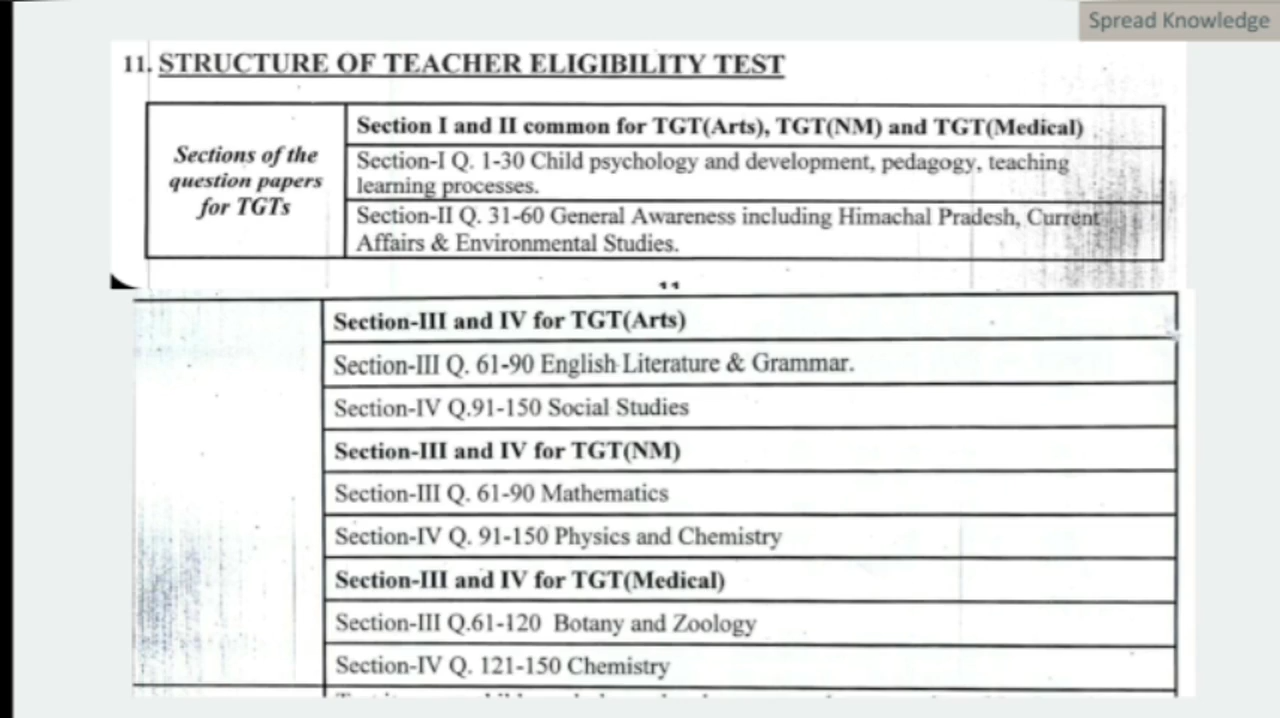 Spread Knowledge
11. STRUCTURE OF TEACHER ELIGIBILITY TEST
Sections of the
question papers
for TGTs
Section I and II common for TGT(Arts), TGT(NM) and TGT(Medical)
Section-I Q. 1-30 Child psychology and development, pedagogy, teaching
learning processes.
Section-II Q. 31-60 General Awareness including Himachal Pradesh, Current
Affairs & Environmental Studies.
Section-III and IV for TGT(Arts)
Section-III Q. 61-90 English Literature & Grammar.
Section-IV Q.91-150 Social Studies
Section-III and IV for TGT(NM)
Section-III Q. 61-90 Mathematics
Section-IV Q. 91-150 Physics and Chemistry
Section-III and IV for TGT(Medical)
Section-III Q.61-120 Botany and Zoology
Section-IV Q. 121-150 Chemistry